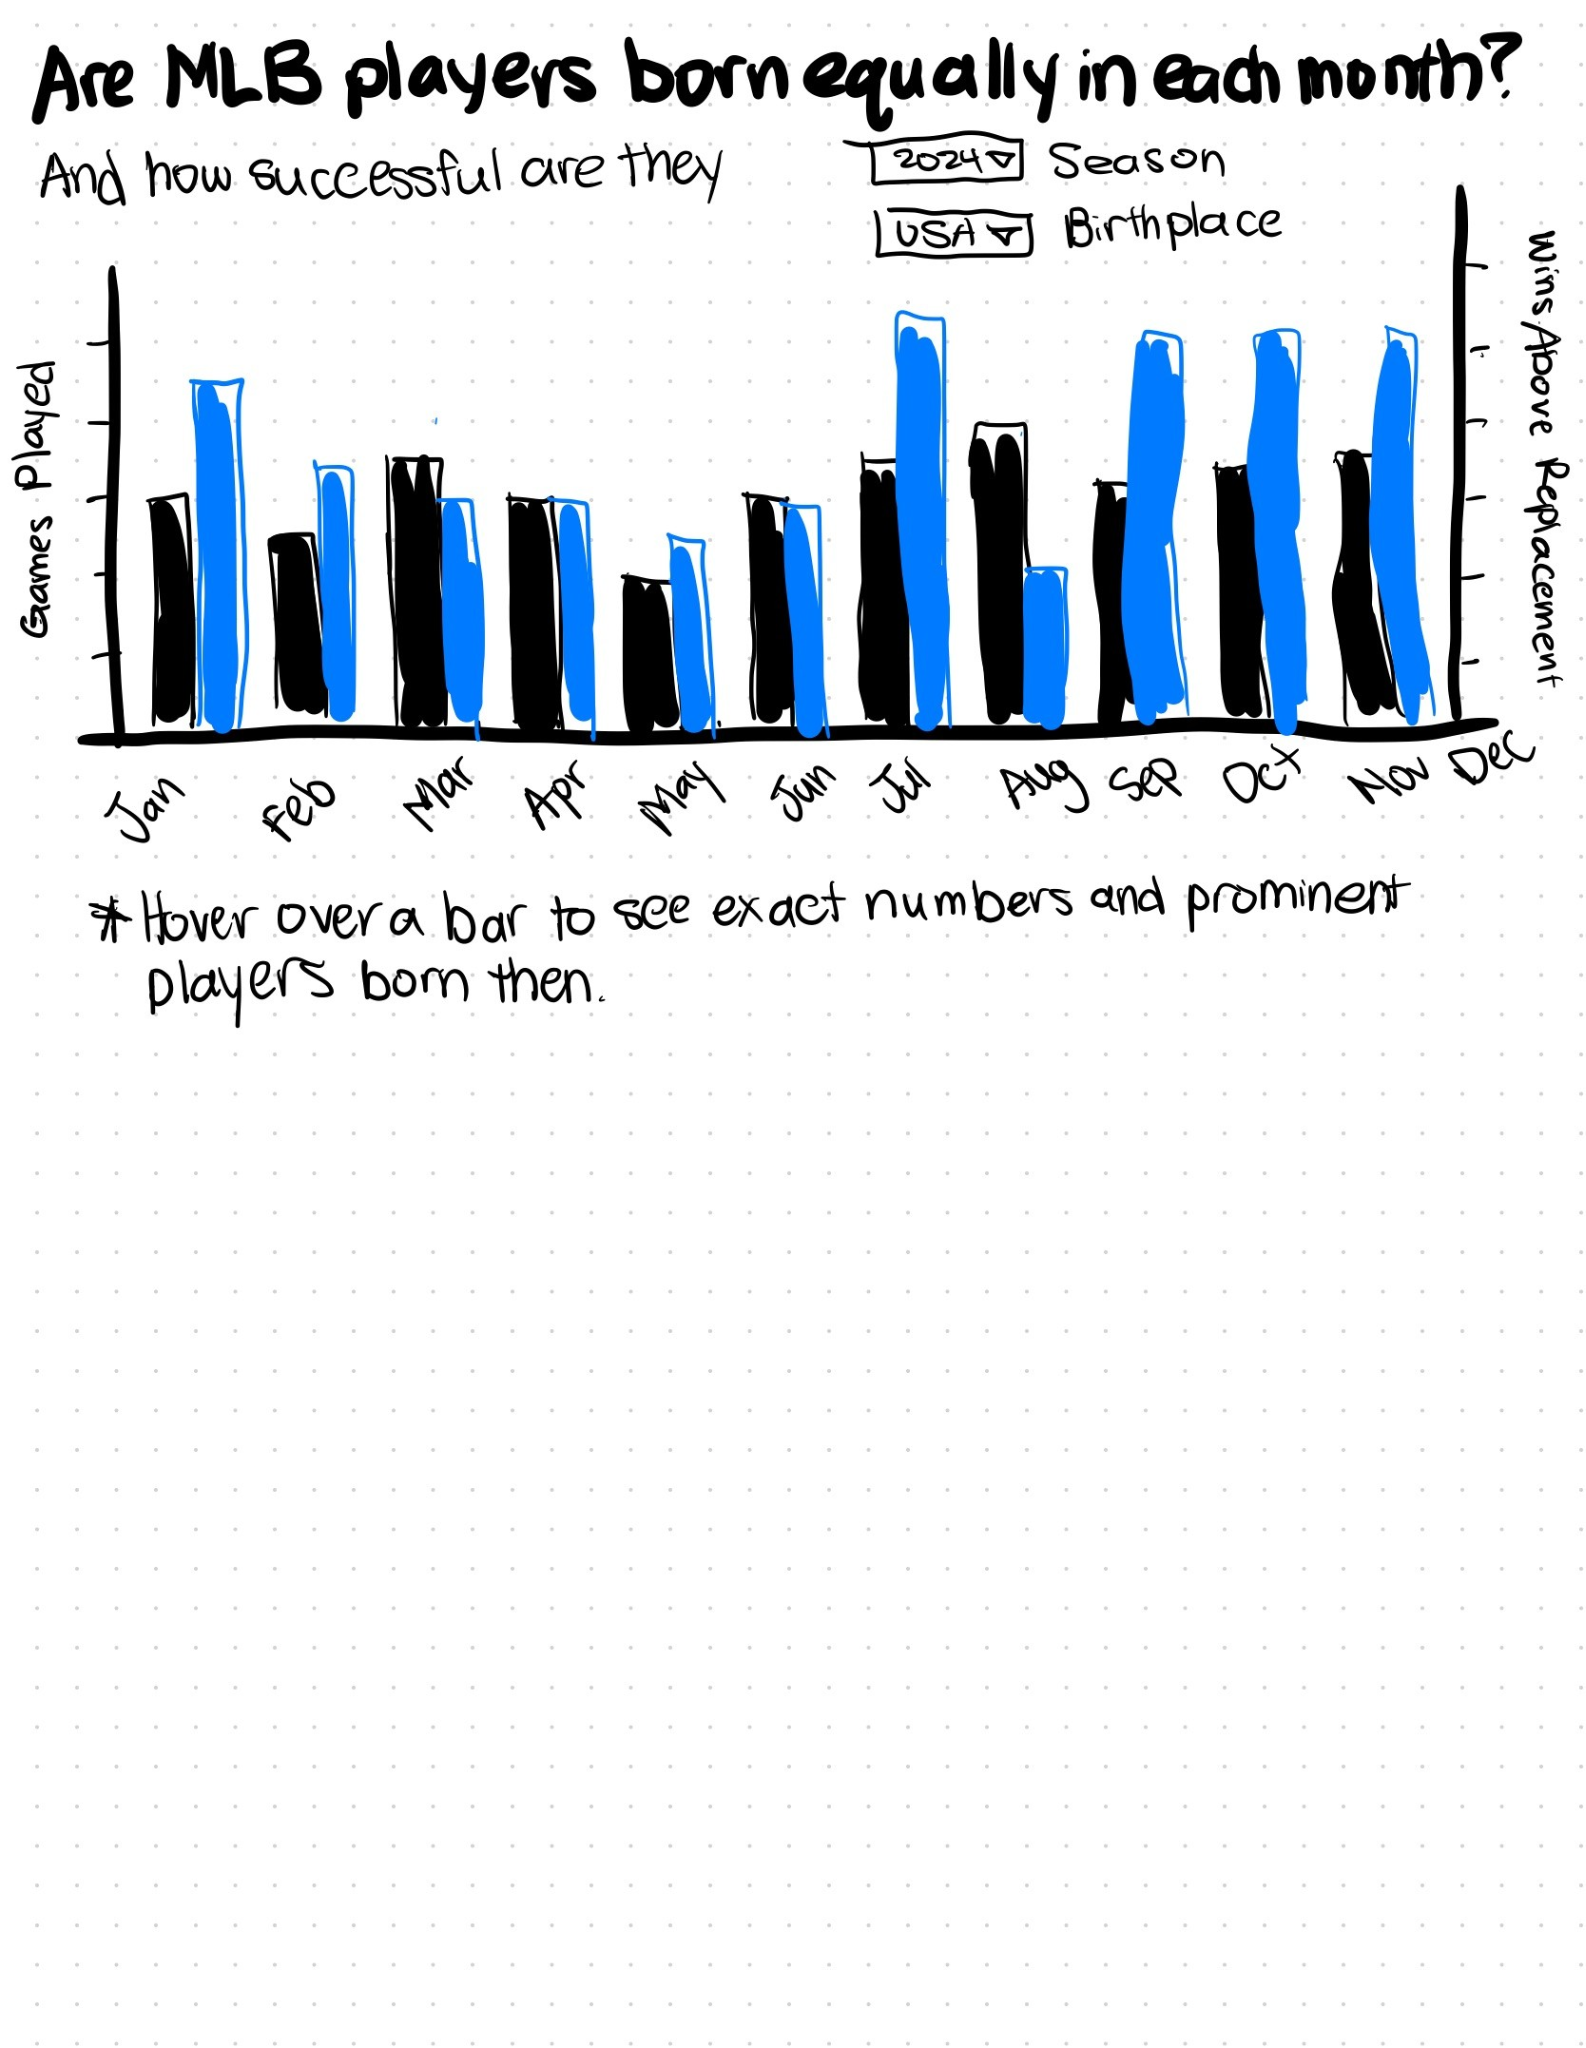 Are MLB players born equally in each month?
And how successful are they
2024 Season
USA Birthplace
Games Played
Wins Above Replacement
Jan Feb Mar Apr May Jun Jul Aug Sep Oct Nov Dec
* Hover over a bar to see exact numbers and prominent
players born then.